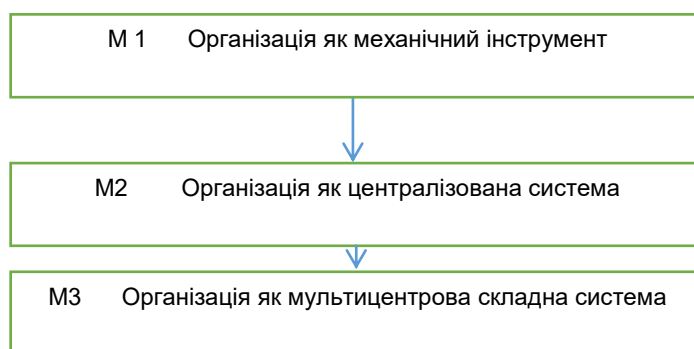 М 1 Організація як механічний інструмент
М2 Організація як централізована система
М3 Організація як мультицентрова складна система